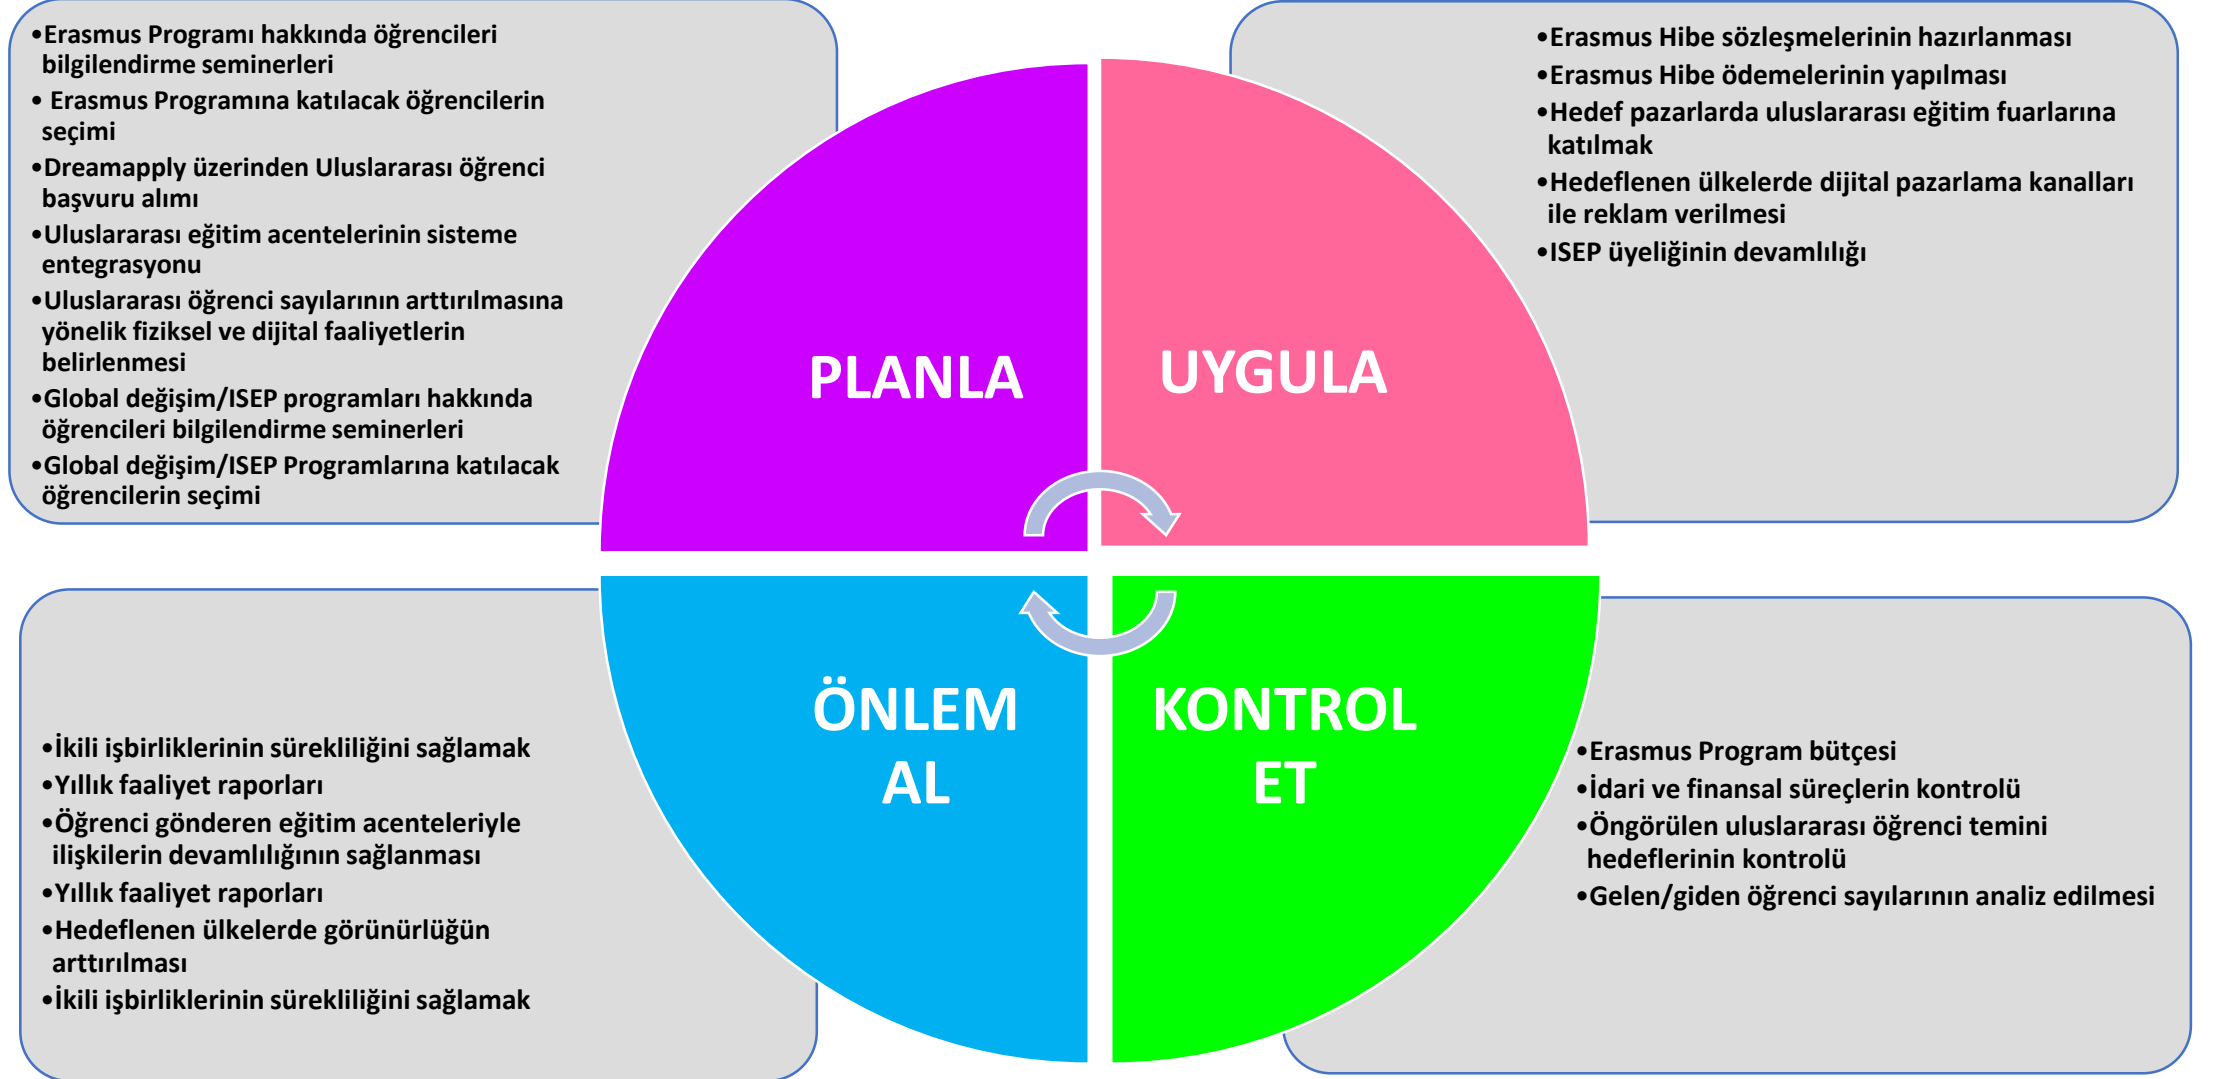 •Erasmus Programı hakkında öğrencileri
bilgilendirme seminerleri
• Erasmus Programına katılacak öğrencilerin
seçimi
•Dreamapply üzerinden Uluslararası öğrenci
başvuru alımı
•Uluslararası eğitim acentelerinin sisteme
entegrasyonu
•Uluslararası öğrenci sayılarının arttırılmasına
yönelik fiziksel ve dijital faaliyetlerin
belirlenmesi
•Global değişim/ISEP programları hakkında
öğrencileri bilgilendirme seminerleri
•Global değişim/ISEP Programlarına katılacak
öğrencilerin seçimi
PLANLA
•Erasmus Hibe sözleşmelerinin hazırlanması
•Erasmus Hibe ödemelerinin yapılması
•Hedef pazarlarda uluslararası eğitim fuarlarına
katılmak
•Hedeflenen ülkelerde dijital pazarlama kanalları
ile reklam verilmesi
•ISEP üyeliğinin devamlılığı
UYGULA
•İkili işbirliklerinin sürekliliğini sağlamak
•Yıllık faaliyet raporları
•Öğrenci gönderen eğitim acenteleriyle
ilişkilerin devamlılığının sağlanması
•Yıllık faaliyet raporları
•Hedeflenen ülkelerde görünürlüğün
arttırılması
•İkili işbirliklerinin sürekliliğini sağlamak
ÖNLEM
AL
KONTROL
ET
•Erasmus Program bütçesi
•İdari ve finansal süreçlerin kontrolü
•Öngörülen uluslararası öğrenci temini
hedeflerinin kontrolü
•Gelen/giden öğrenci sayılarının analiz edilmesi